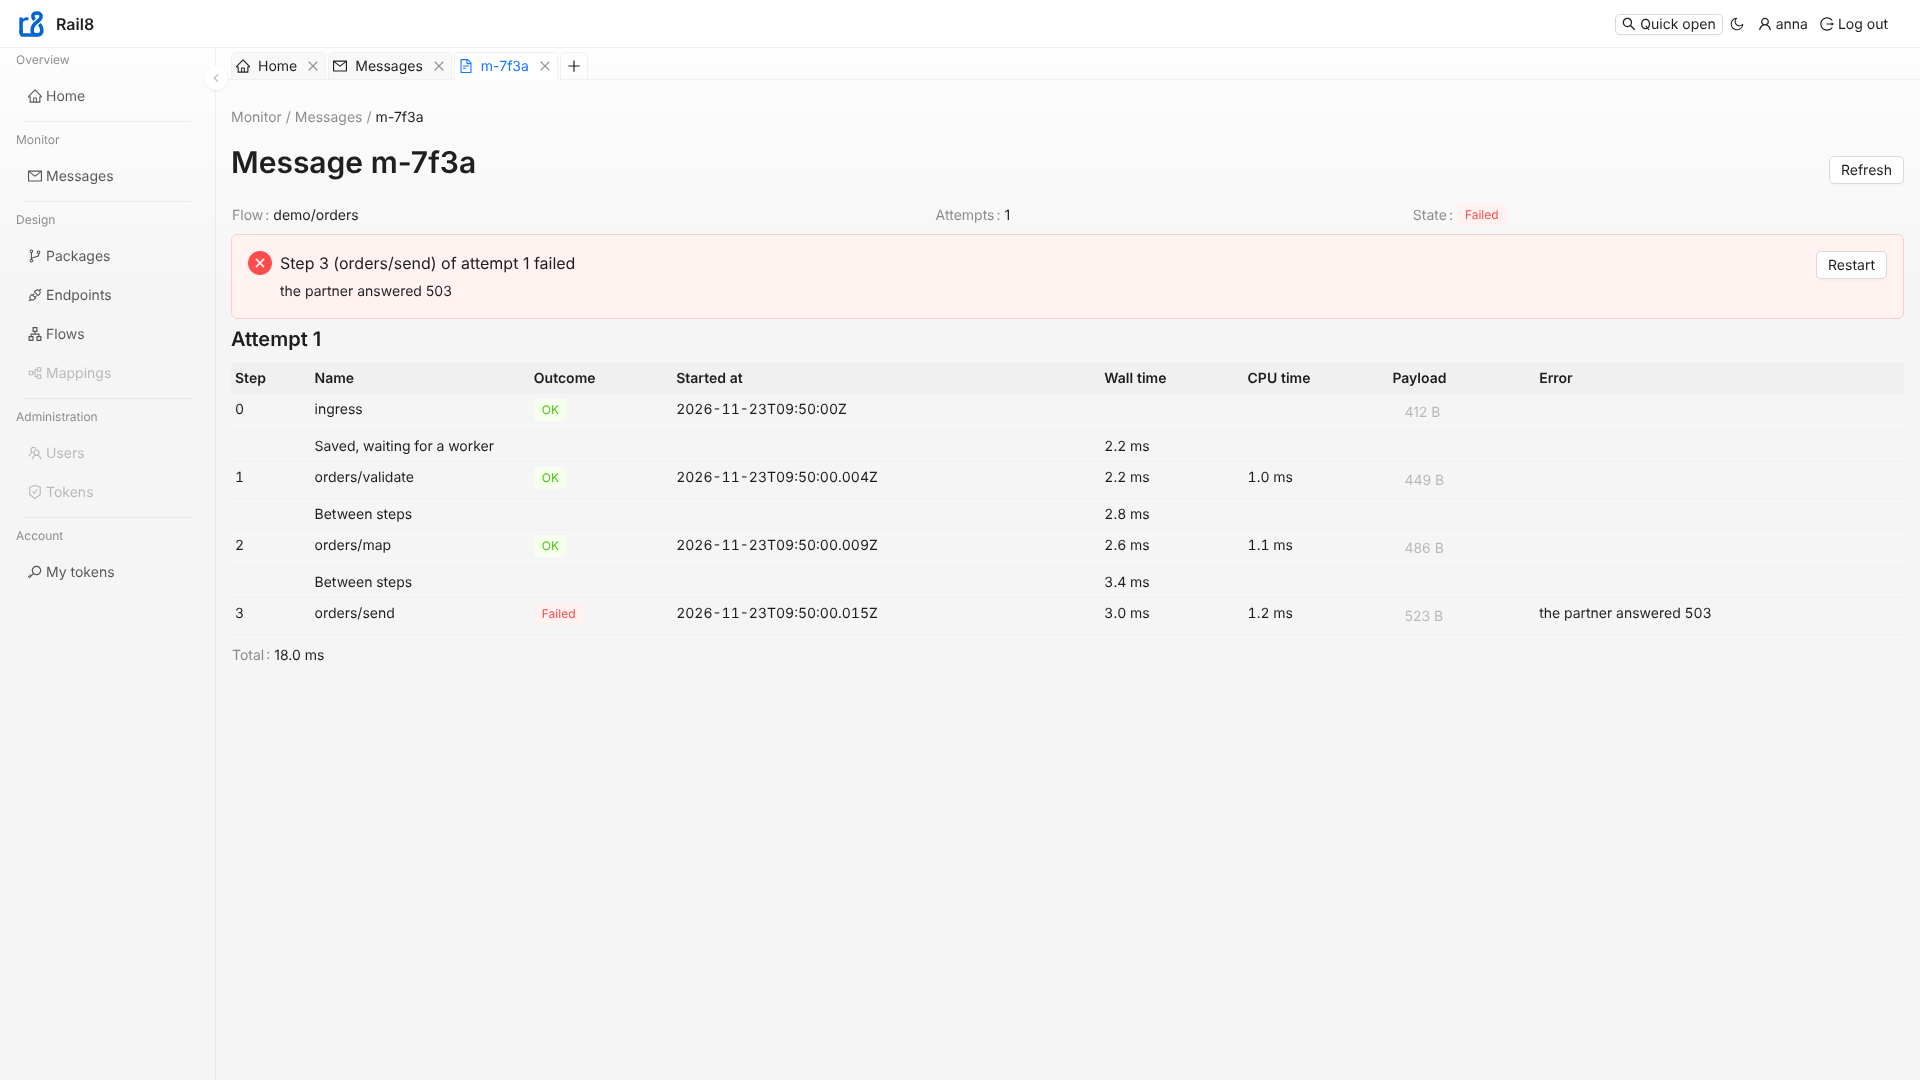 Rail8
Quick open
anna
Log out
Overview
Home
Monitor
Messages
Design
Packages
Endpoints
Flows
Mappings
Administration
Users
Tokens
Account
My tokens
Home
Messages
m-7f3a
Monitor / Messages / m-7f3a
Message m-7f3a
Refresh
Flow: demo/orders
Attempts: 1
State: Failed
Step 3 (orders/send) of attempt 1 failed
the partner answered 503
Restart
Attempt 1
Step Name Outcome Started at Wall time CPU time Payload Error
0 ingress OK 2026-11-23T09:50:00Z 412 B
Saved, waiting for a worker 2.2 ms
1 orders/validate OK 2026-11-23T09:50:00.004Z 2.2 ms 1.0 ms 449 B
Between steps 2.8 ms
2 orders/map OK 2026-11-23T09:50:00.009Z 2.6 ms 1.1 ms 486 B
Between steps 3.4 ms
3 orders/send Failed 2026-11-23T09:50:00.015Z 3.0 ms 1.2 ms 523 B the partner answered 503
Total: 18.0 ms